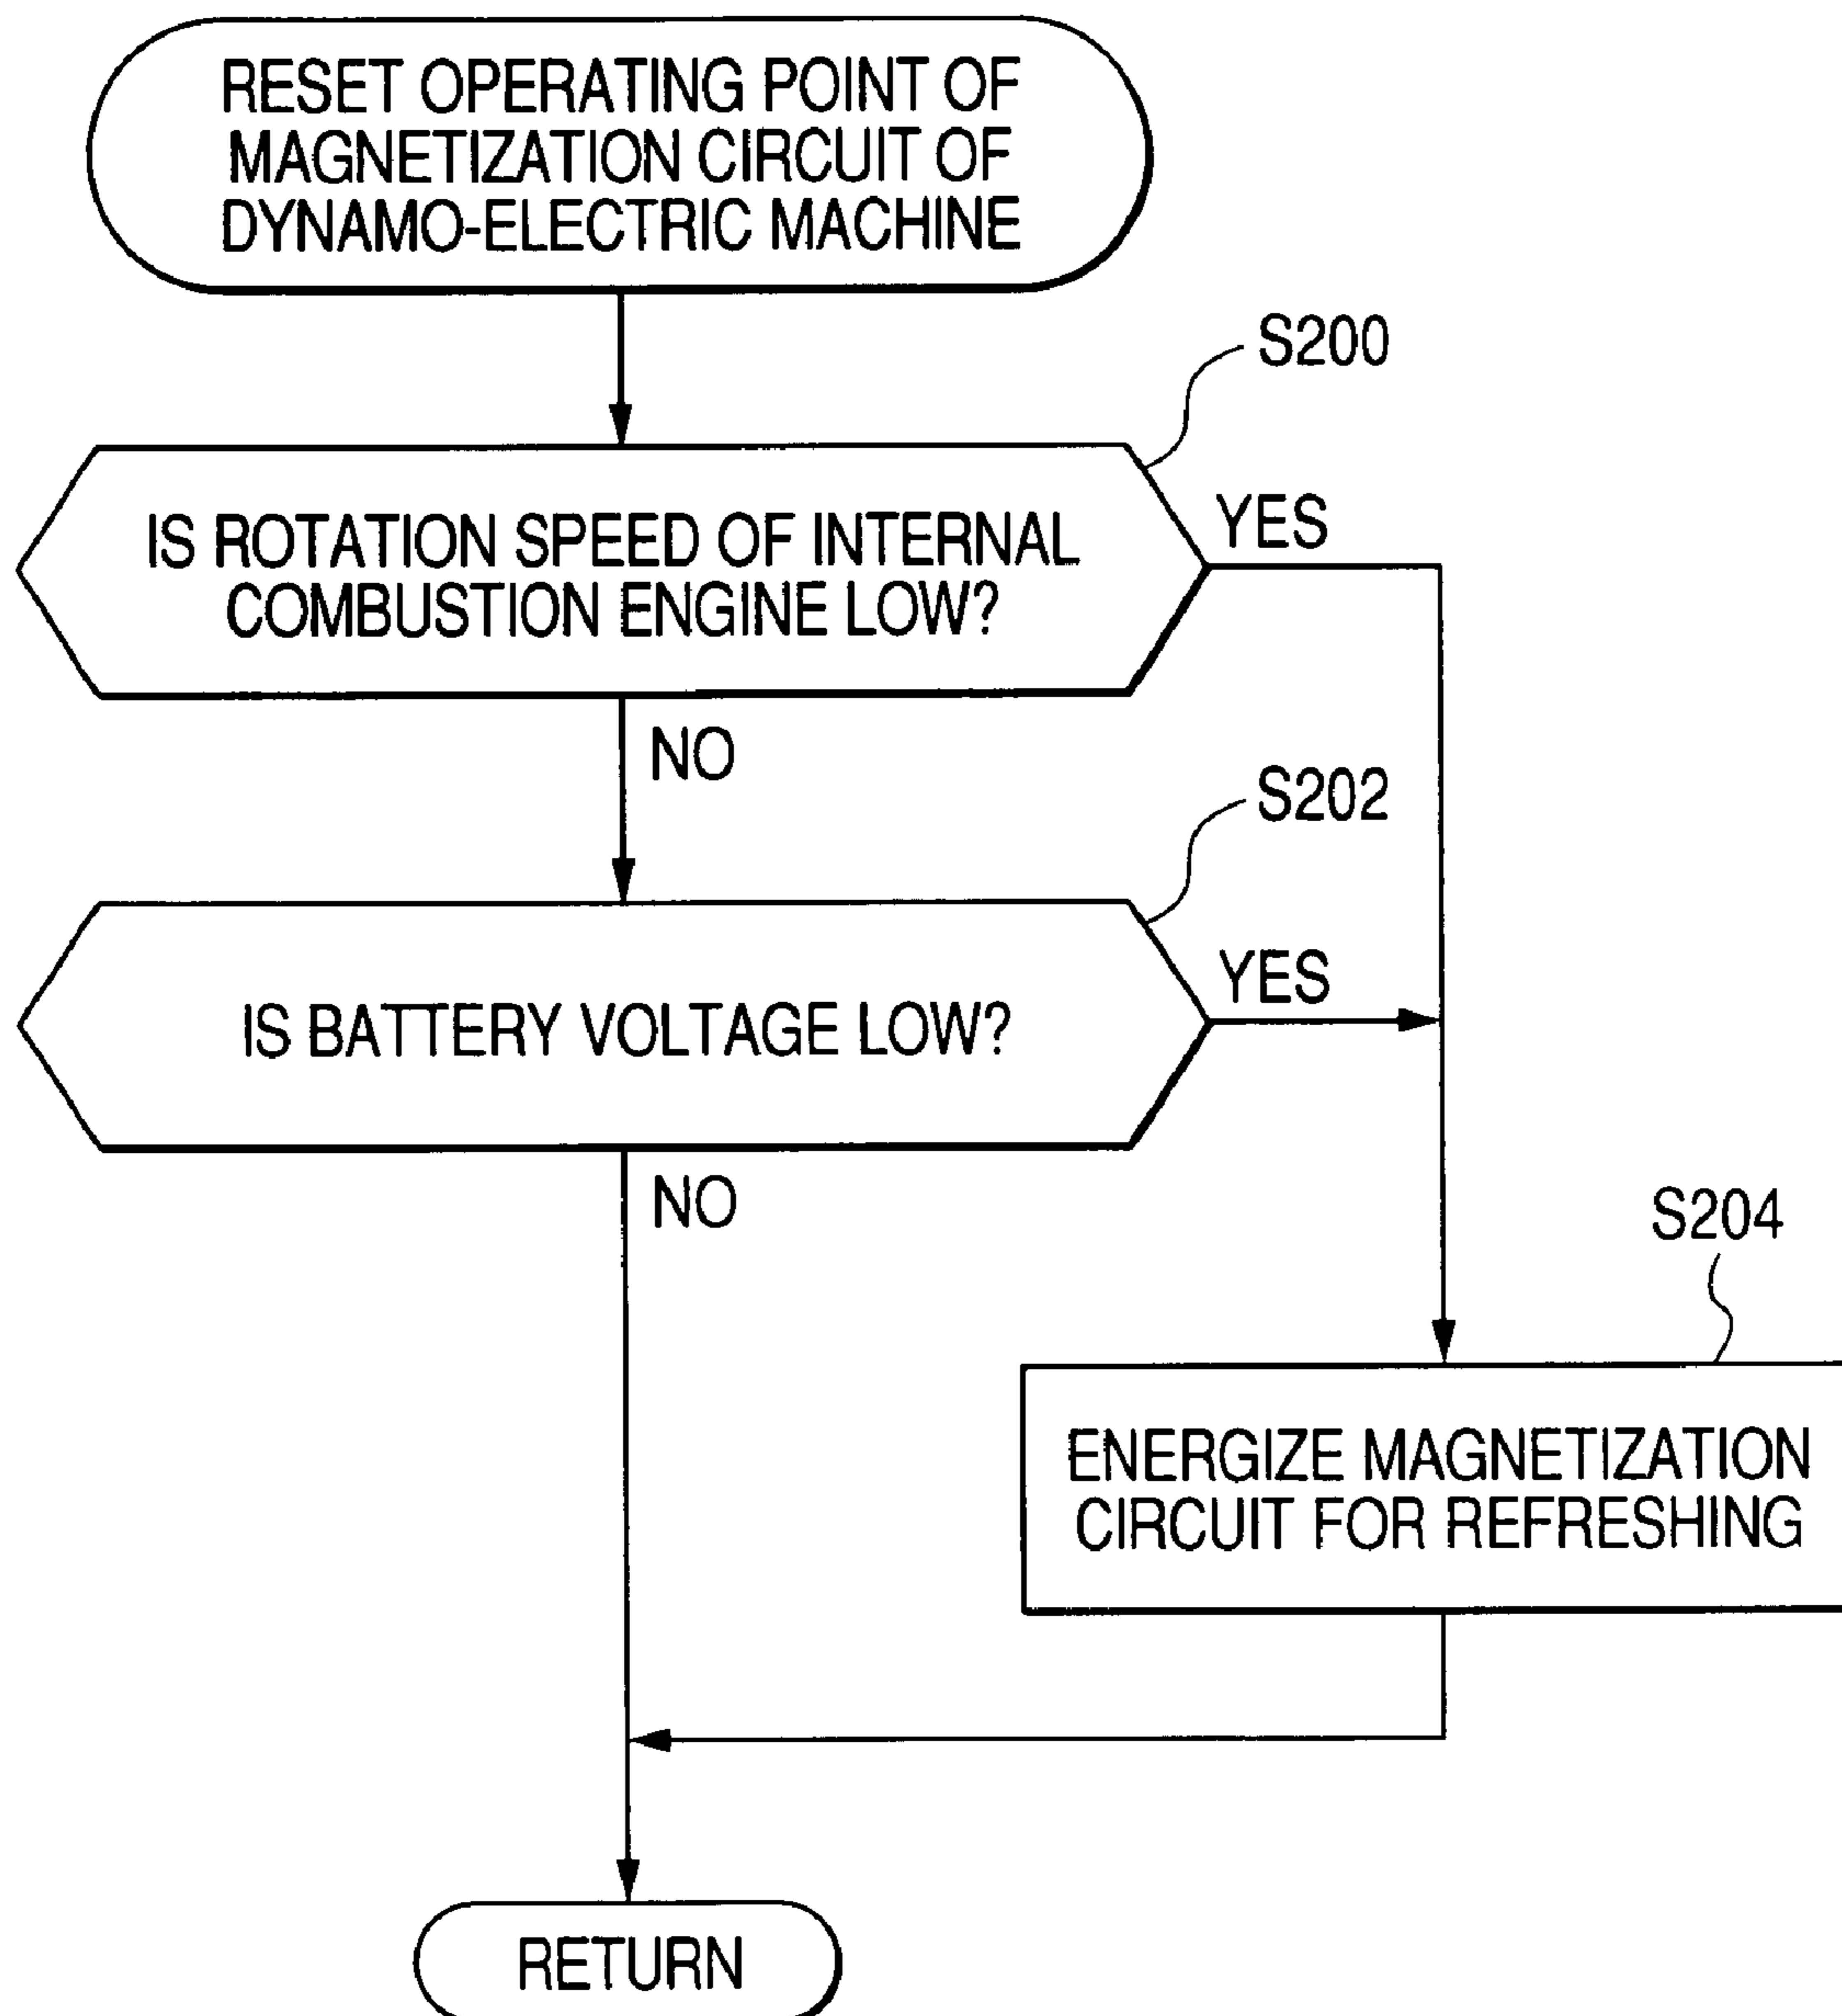 RESET OPERATING POINT OF
MAGNETIZATION CIRCUIT OF
DYNAMO-ELECTRIC MACHINE
S200
IS ROTATION SPEED OF INTERNAL
COMBUSTION ENGINE LOW?
YES
NO
S202
IS BATTERY VOLTAGE LOW?
YES
NO
S204
ENERGIZE MAGNETIZATION
CIRCUIT FOR REFRESHING
RETURN